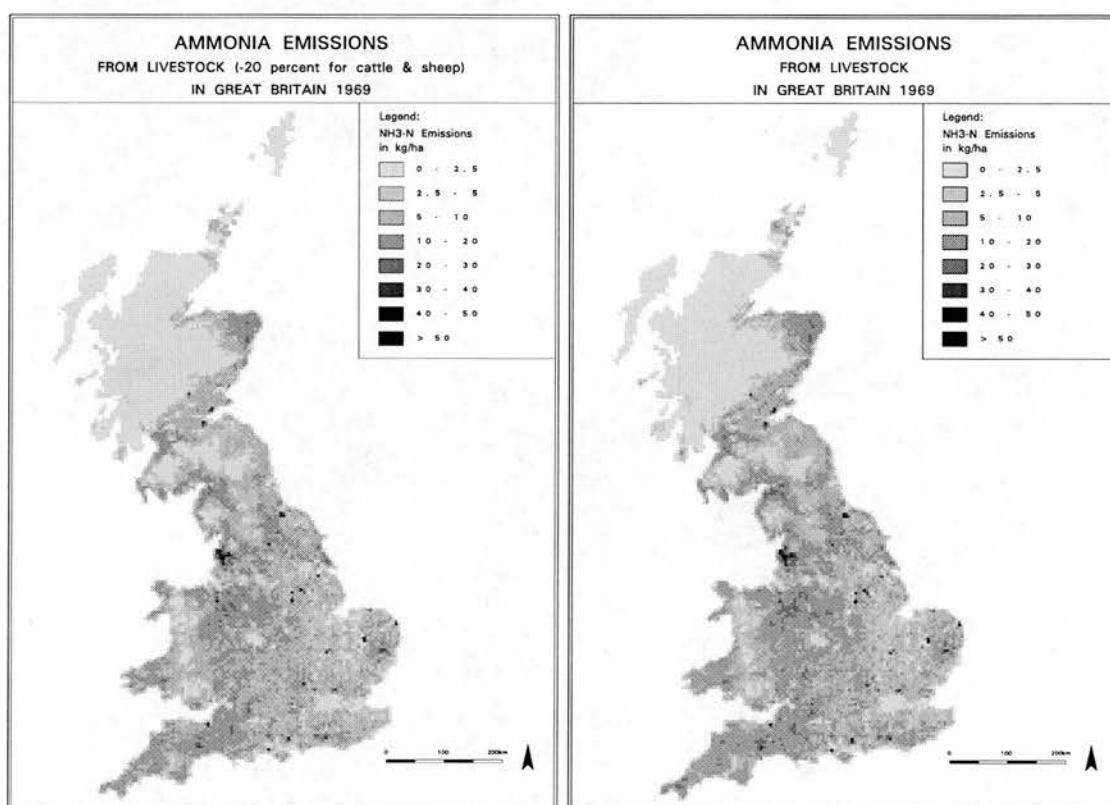 AMMONIA EMISSIONS
FROM LIVESTOCK (-20 percent for cattle & sheep)
IN GREAT BRITAIN 1969
Legend:
NH3-N Emissions
in kg/ha
0 - 2.5
2.5 - 5
5 - 10
10 - 20
20 - 30
30 - 40
40 - 50
> 50
0 100 200km
AMMONIA EMISSIONS
FROM LIVESTOCK
IN GREAT BRITAIN 1969
Legend:
NH3-N Emissions
in kg/ha
0 - 2.5
2.5 - 5
5 - 10
10 - 20
20 - 30
30 - 40
40 - 50
> 50
0 100 200km